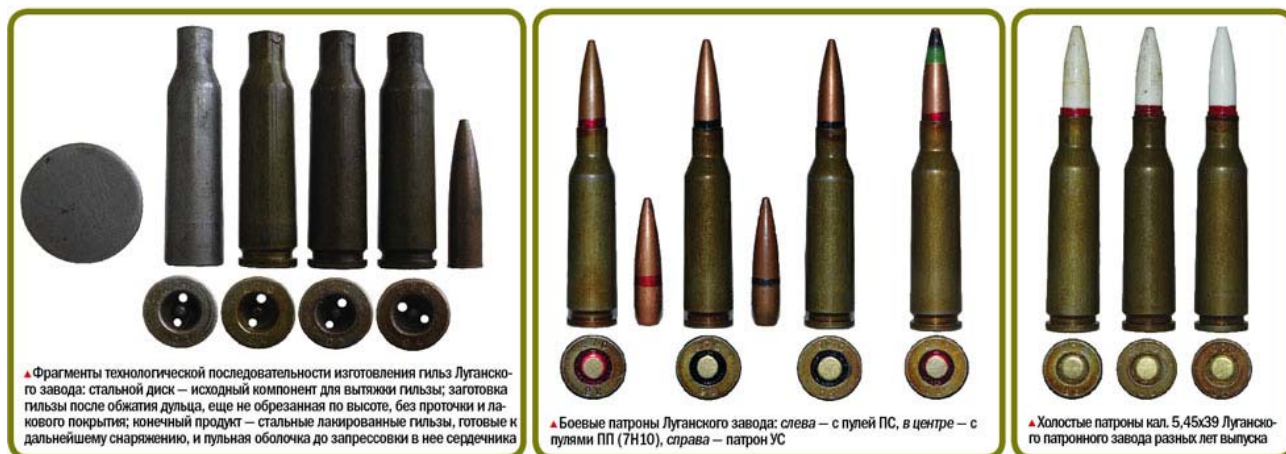 ▲Фрагменты технологической последовательности изготовления гильз Луганско-
го завода: стальной диск — исходный компонент для вытяжки гильзы; заготовка
гильзы после обжатия дульца, еще не обрезанная по высоте, без проточки и ла-
кового покрытия; конечный продукт — стальные лакированные гильзы, готовые к
дальнейшему снаряжению, и пульная оболочка до запрессовки в нее сердечника
▲Боевые патроны Луганского завода: слева — с пулей ПС, в центре — с
пулями ПП (7Н10), справа — патрон УС
▲Холостые патроны кал. 5,45х39 Луганско-
го патронного завода разных лет выпуска